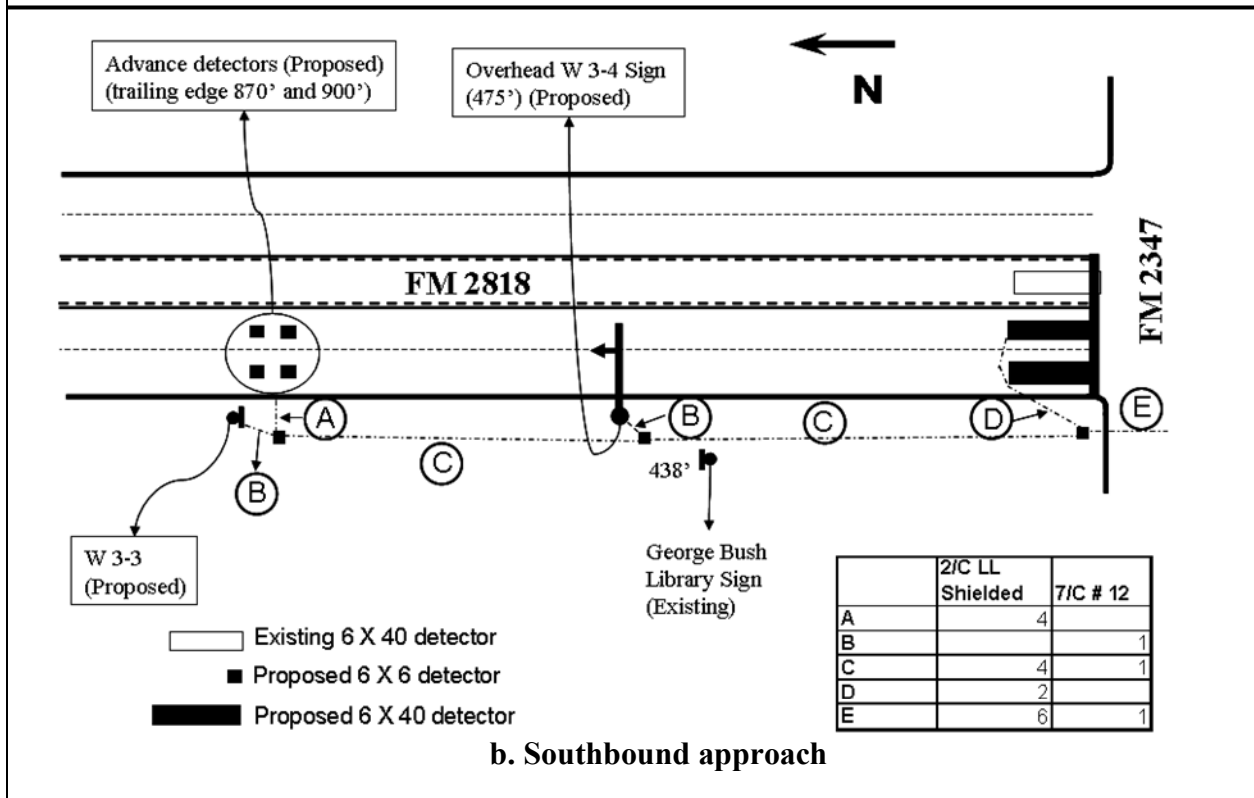 Advance detectors (Proposed)
(trailing edge 870’ and 900’)
Overhead W 3-4 Sign
(475’) (Proposed)
N
FM 2818
FM 2347
A
B
C
D
E
B
C
438’
W 3-3
(Proposed)
George Bush
Library Sign
(Existing)
Existing 6 X 40 detector
Proposed 6 X 6 detector
Proposed 6 X 40 detector
2/C LL
Shielded 7/C # 12
A 4
B 1
C 4 1
D 2
E 6 1
b. Southbound approach